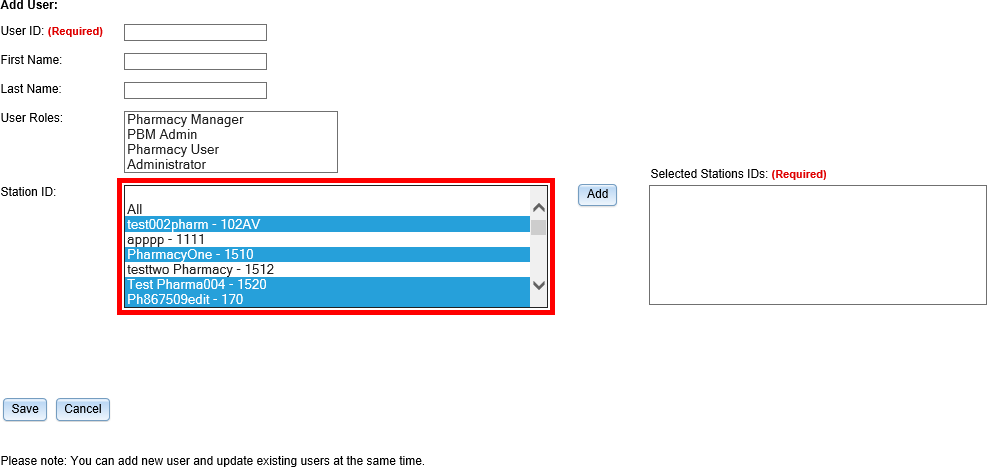 Add User:
User ID: (Required)
First Name:
Last Name:
User Roles:
Pharmacy Manager
PBM Admin
Pharmacy User
Administrator
Station ID:
All
test002pharm - 102AV
apppp - 1111
PharmacyOne - 1510
testtwo Pharmacy - 1512
Test Pharma004 - 1520
Ph867509edit - 170
Add
Selected Stations IDs: (Required)
Save Cancel
Please note: You can add new user and update existing users at the same time.